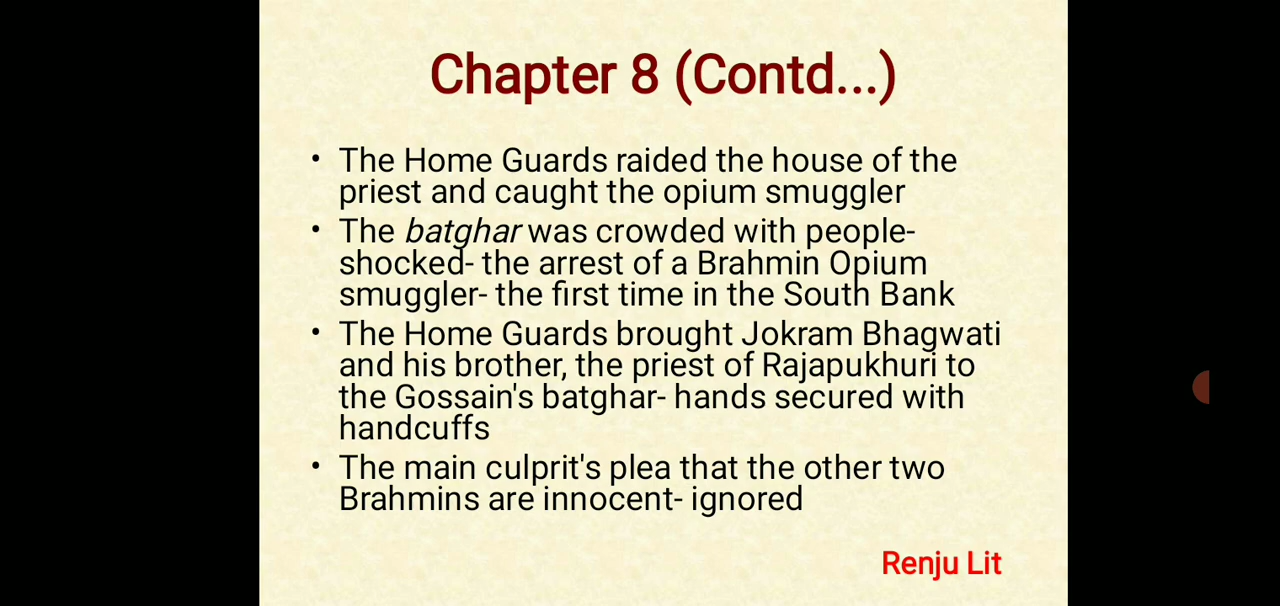 Chapter 8 (Contd...)
• The Home Guards raided the house of the
priest and caught the opium smuggler
• The batghar was crowded with people-
shocked- the arrest of a Brahmin Opium
smuggler- the first time in the South Bank
• The Home Guards brought Jokram Bhagwati
and his brother, the priest of Rajapukhuri to
the Gossain's batghar- hands secured with
handcuffs
• The main culprit's plea that the other two
Brahmins are innocent- ignored
Renju Lit